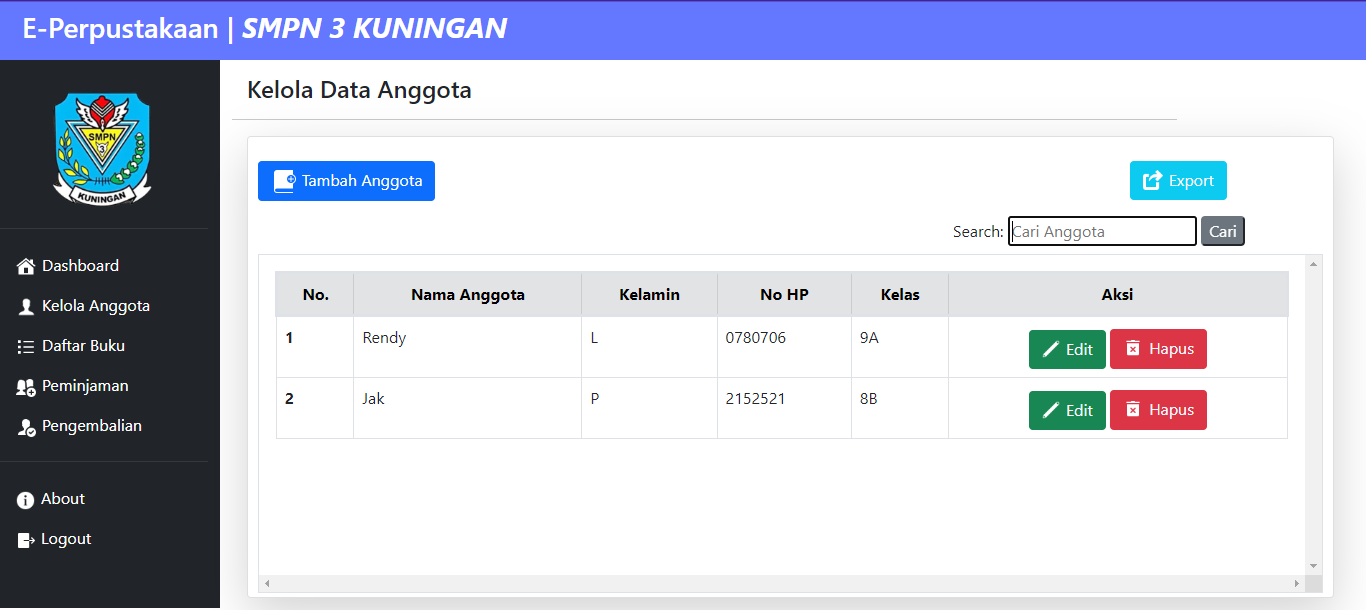 E-Perpustakaan | SMPN 3 KUNINGAN
SMPN
3
KUNINGAN
Dashboard
Kelola Anggota
Daftar Buku
Peminjaman
Pengembalian
About
Logout
Kelola Data Anggota
Tambah Anggota
Export
Search: Cari Anggota Cari
No. Nama Anggota Kelamin No HP Kelas Aksi
1 Rendy L 0780706 9A Edit Hapus
2 Jak P 2152521 8B Edit Hapus